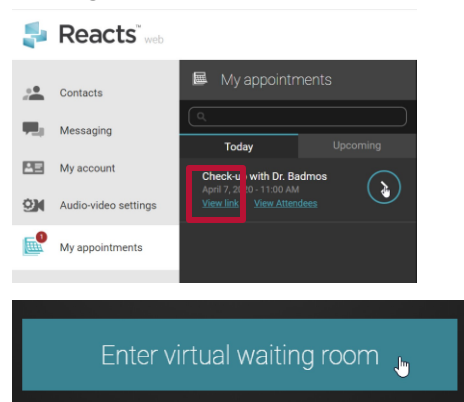 Reacts™ web
My appointments
Contacts
Messaging
Today Upcoming
My account
Check-up with Dr. Badmos
April 7, 2020 - 11:00 AM
View link View Attendees
Audio-video settings
1
My appointments
Enter virtual waiting room